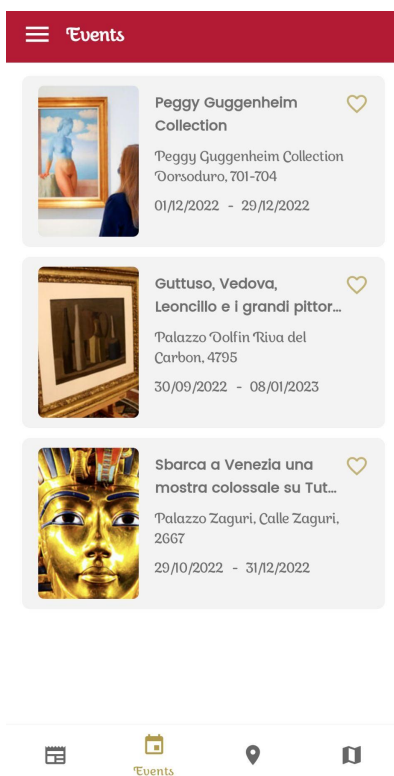 Events
Peggy Guggenheim
Collection
Peggy Guggenheim Collection
Dorsoduro, 701-704
01/12/2022 - 29/12/2022
Guttuso, Vedova,
Leoncillo e i grandi pittor...
Palazzo Dolfin Riva del
Carbon, 4795
30/09/2022 - 08/01/2023
Sbarca a Venezia una
mostra colossale su Tut...
Palazzo Zaguri, Calle Zaguri,
2667
29/10/2022 - 31/12/2022
Events